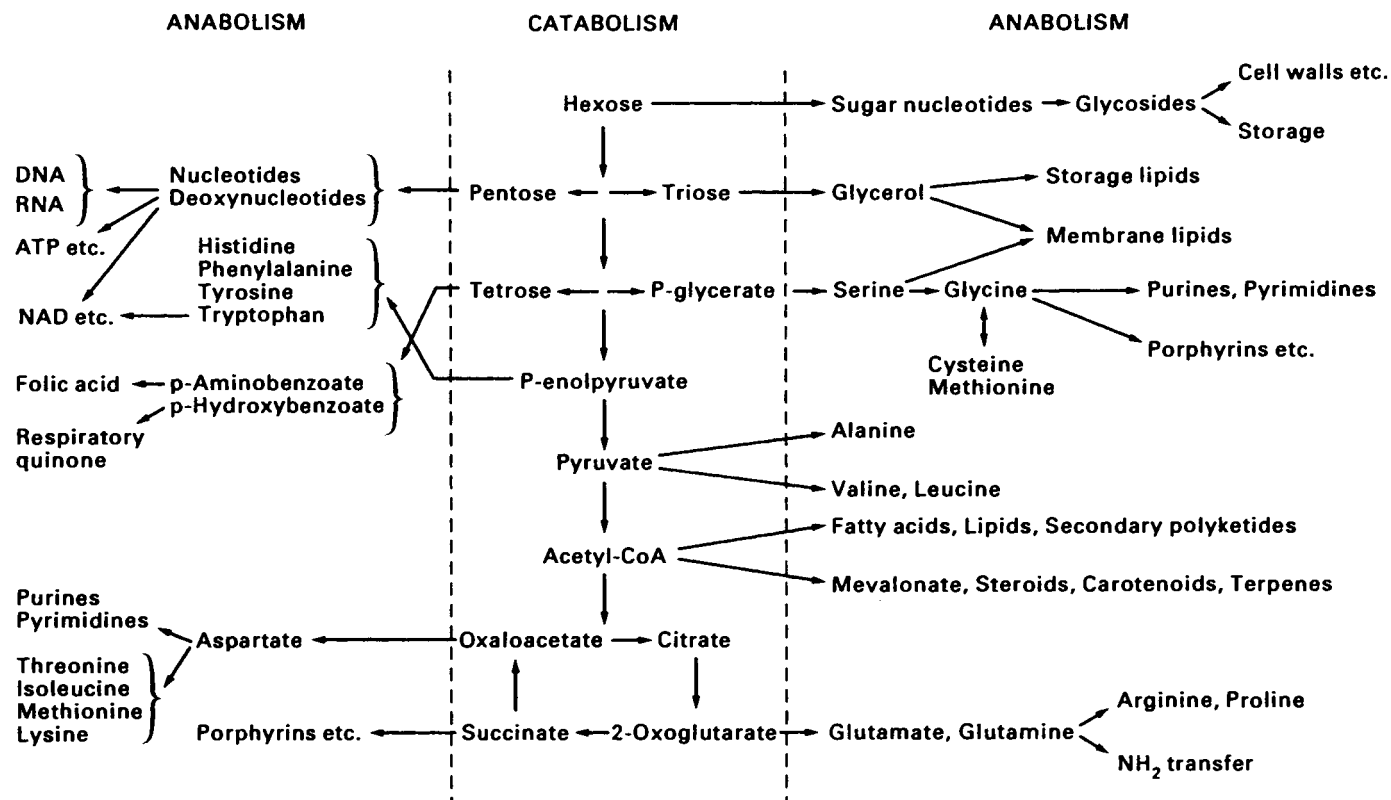 ANABOLISM CATABOLISM ANABOLISM
Cell walls etc.
Hexose Sugar nucleotides Glycosides
Storage
DNA Nucleotides
RNA Deoxynucleotides Pentose Triose Glycerol Storage lipids
ATP etc. Histidine Membrane lipids
Phenylalanine
Tyrosine Tetrose P-glycerate Serine Glycine Purines, Pyrimidines
NAD etc. Tryptophan
Porphyrins etc.
Cysteine
Methionine
Folic acid p-Aminobenzoate P-enolpyruvate
p-Hydroxybenzoate
Respiratory
quinone
Alanine
Pyruvate
Valine, Leucine
Fatty acids, Lipids, Secondary polyketides
Acetyl-CoA
Mevalonate, Steroids, Carotenoids, Terpenes
Purines
Pyrimidines
Aspartate Oxaloacetate Citrate
Threonine
Isoleucine
Methionine
Lysine
Arginine, Proline
Porphyrins etc. Succinate 2-Oxoglutarate Glutamate, Glutamine
NH2 transfer